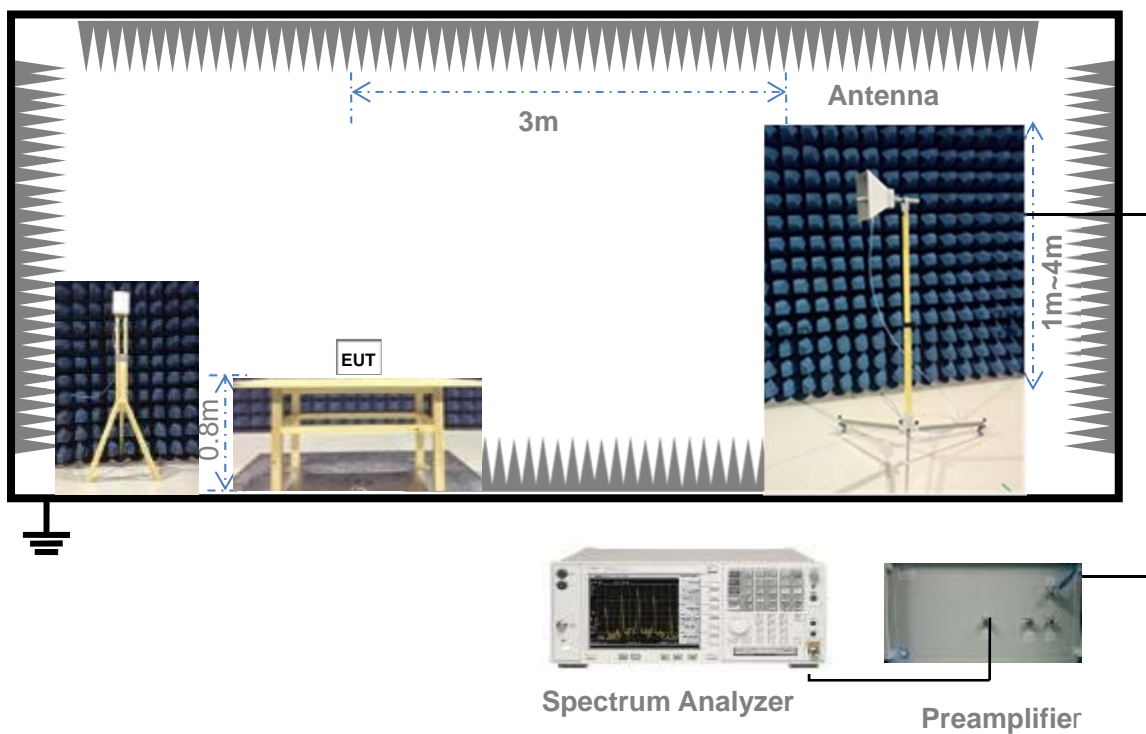 Antenna
3m
1m~4m
EUT
0.8m
Spectrum Analyzer
Preamplifier